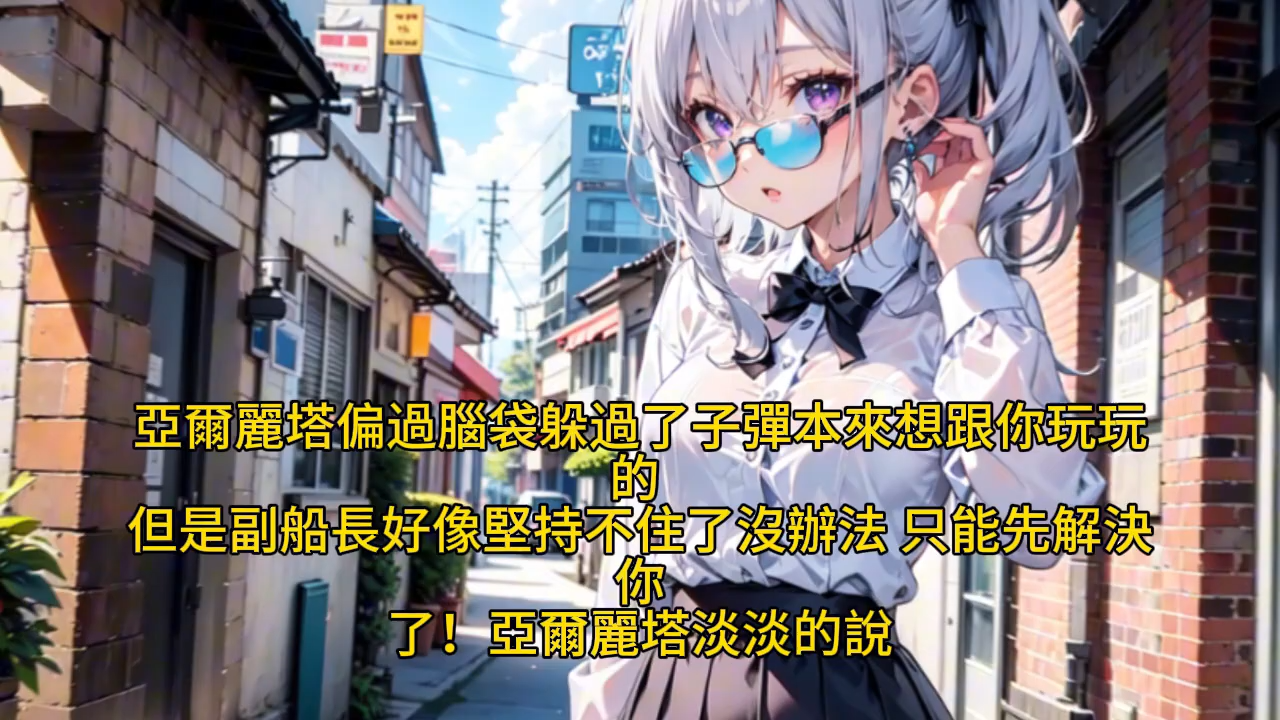 亞爾麗塔偏過腦袋躲過了子彈本來想跟你玩玩
的
但是副船長好像堅持不住了沒辦法 只能先解決
你
了！亞爾麗塔淡淡的說